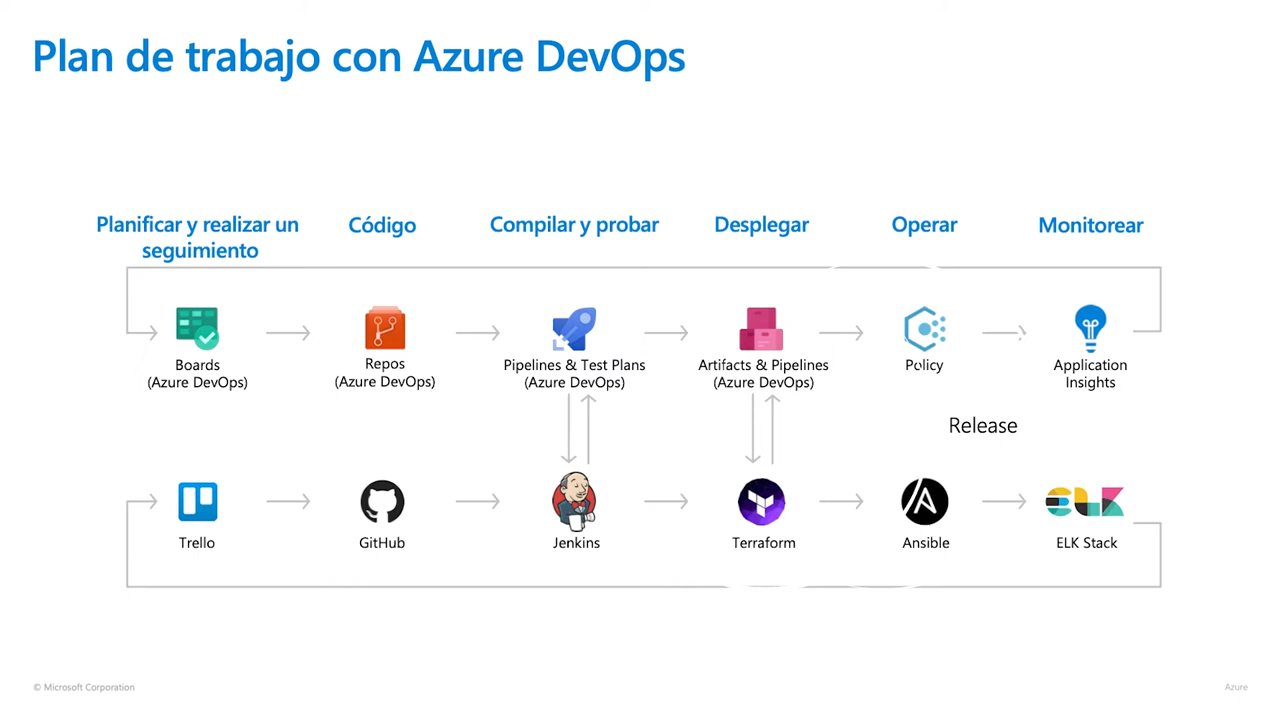 Plan de trabajo con Azure DevOps
Planificar y realizar un
seguimiento
Código
Compilar y probar
Desplegar
Operar
Monitorear
Boards
(Azure DevOps)
Repos
(Azure DevOps)
Pipelines & Test Plans
(Azure DevOps)
Artifacts & Pipelines
(Azure DevOps)
Policy
Application
Insights
Release
ELK
Trello
GitHub
Jenkins
Terraform
Ansible
ELK Stack
© Microsoft Corporation
Azure